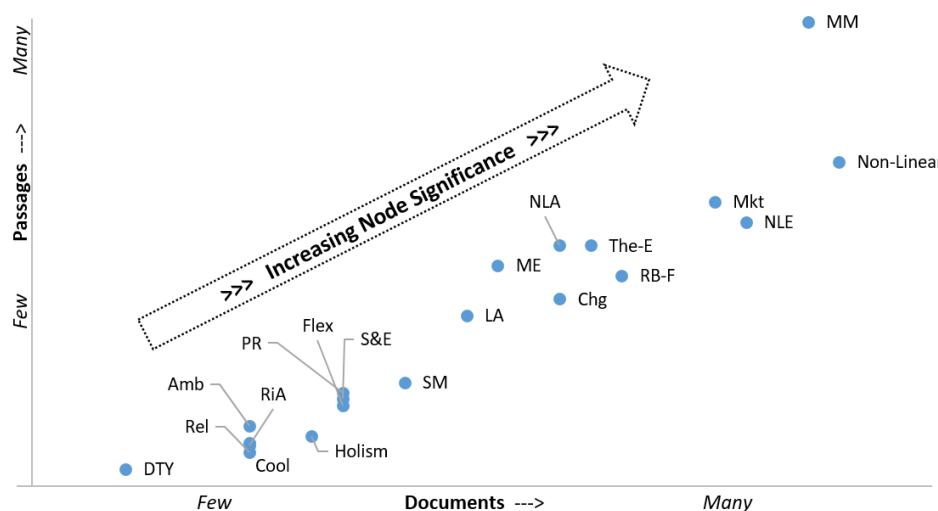 MM
Many
Non-Linear
Passages --->
>>> Increasing Node Significance >>>
NLA
Mkt
NLE
The-E
ME
RB-F
Few
Chg
LA
Flex
S&E
PR
Amb
RiA
SM
Rel
Holism
DTY
Cool
Few
Documents --->
Many